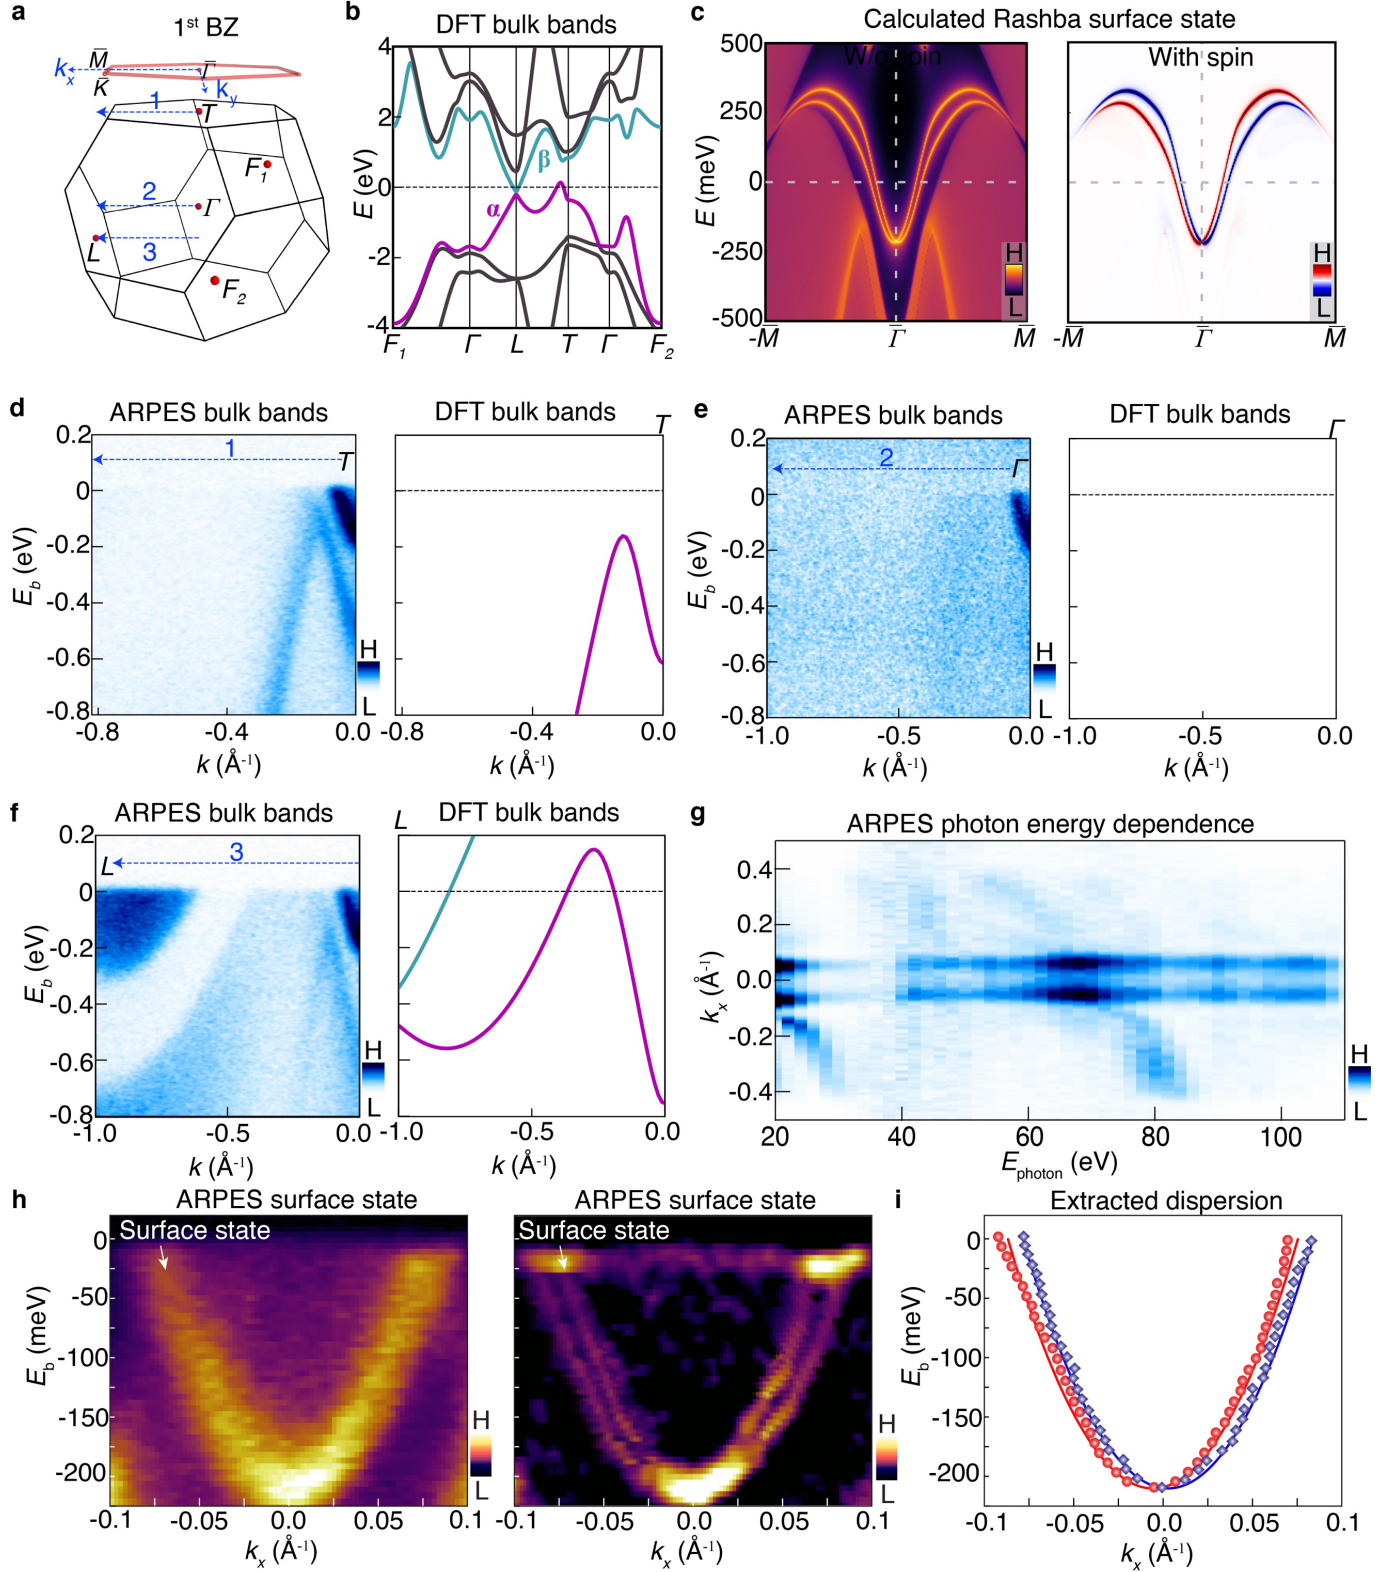 a
1st BZ
M̅
kx
Γ̅
K̅
ky
1
T
F1
2
Γ
3
L
F2
b
DFT bulk bands
4
2
0
-2
-4
E (eV)
β
α
F1 Γ L T Γ F2
c
Calculated Rashba surface state
500
250
0
-250
-500
E (meV)
W/o spin
H
L
-M̅ Γ̅ M̅
With spin
H
L
-M̅ Γ̅ M̅
d
ARPES bulk bands
0.2
0
-0.2
-0.4
-0.6
-0.8
Eb (eV)
1
T
H
L
-0.8 -0.4 0.0
k (Å-1)
DFT bulk bands
T
-0.8 -0.4 0.0
k (Å-1)
e
ARPES bulk bands
0.2
0
-0.2
-0.4
-0.6
-0.8
Eb (eV)
2
Γ
H
L
-1.0 -0.5 0.0
k (Å-1)
DFT bulk bands
Γ
-1.0 -0.5 0.0
k (Å-1)
f
ARPES bulk bands
0.2
0
-0.2
-0.4
-0.6
-0.8
Eb (eV)
3
L
H
L
-1.0 -0.5 0.0
k (Å-1)
DFT bulk bands
L
-1.0 -0.5 0.0
k (Å-1)
g
ARPES photon energy dependence
0.4
0.2
0.0
-0.2
-0.4
kx (Å-1)
H
L
20 40 60 80 100
Ephoton (eV)
h
ARPES surface state
Surface state
0
-50
-100
-150
-200
Eb (meV)
H
L
-0.1 -0.05 0.0 0.05 0.1
kx (Å-1)
ARPES surface state
Surface state
H
L
-0.1 -0.05 0.0 0.05 0.1
kx (Å-1)
i
Extracted dispersion
0
-50
-100
-150
-200
Eb (meV)
-0.1 -0.05 0.0 0.05 0.1
kx (Å-1)